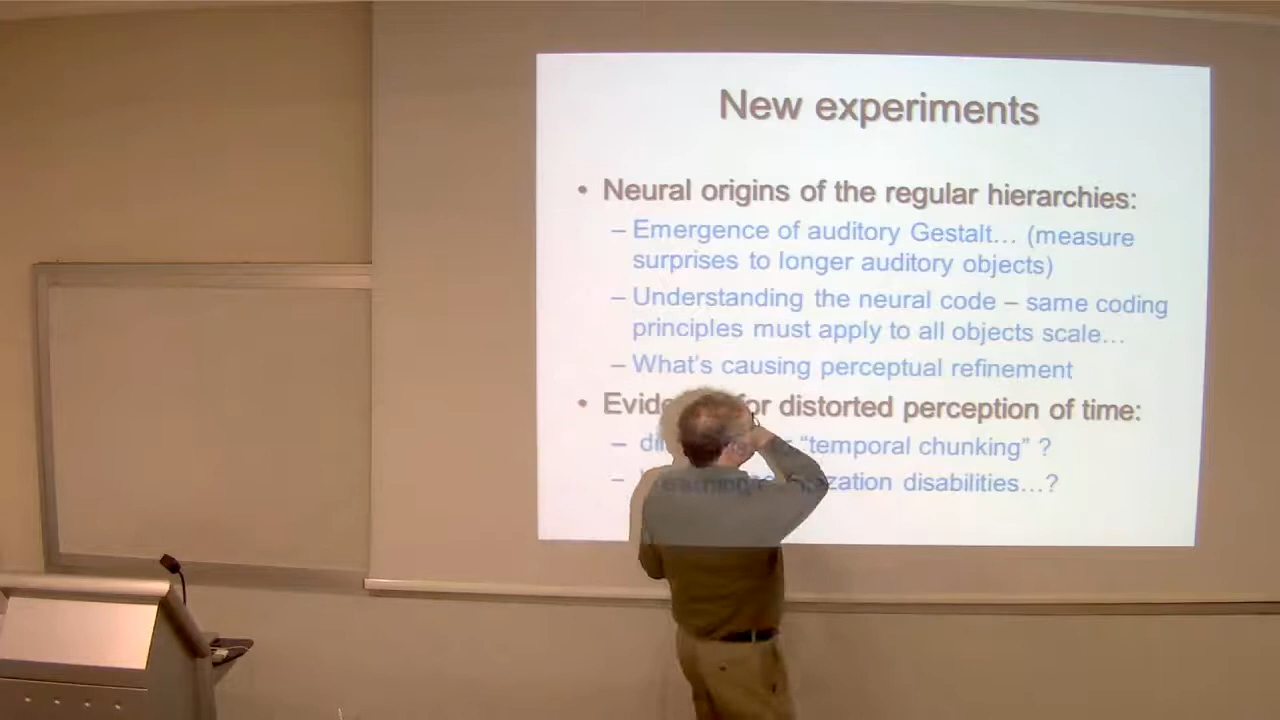 New experiments
• Neural origins of the regular hierarchies:
– Emergence of auditory Gestalt… (measure
surprises to longer auditory objects)
– Understanding the neural code – same coding
principles must apply to all objects scale…
– What's causing perceptual refinement
• for distorted perception of time:
– “temporal chunking” ?
– disabilities…?